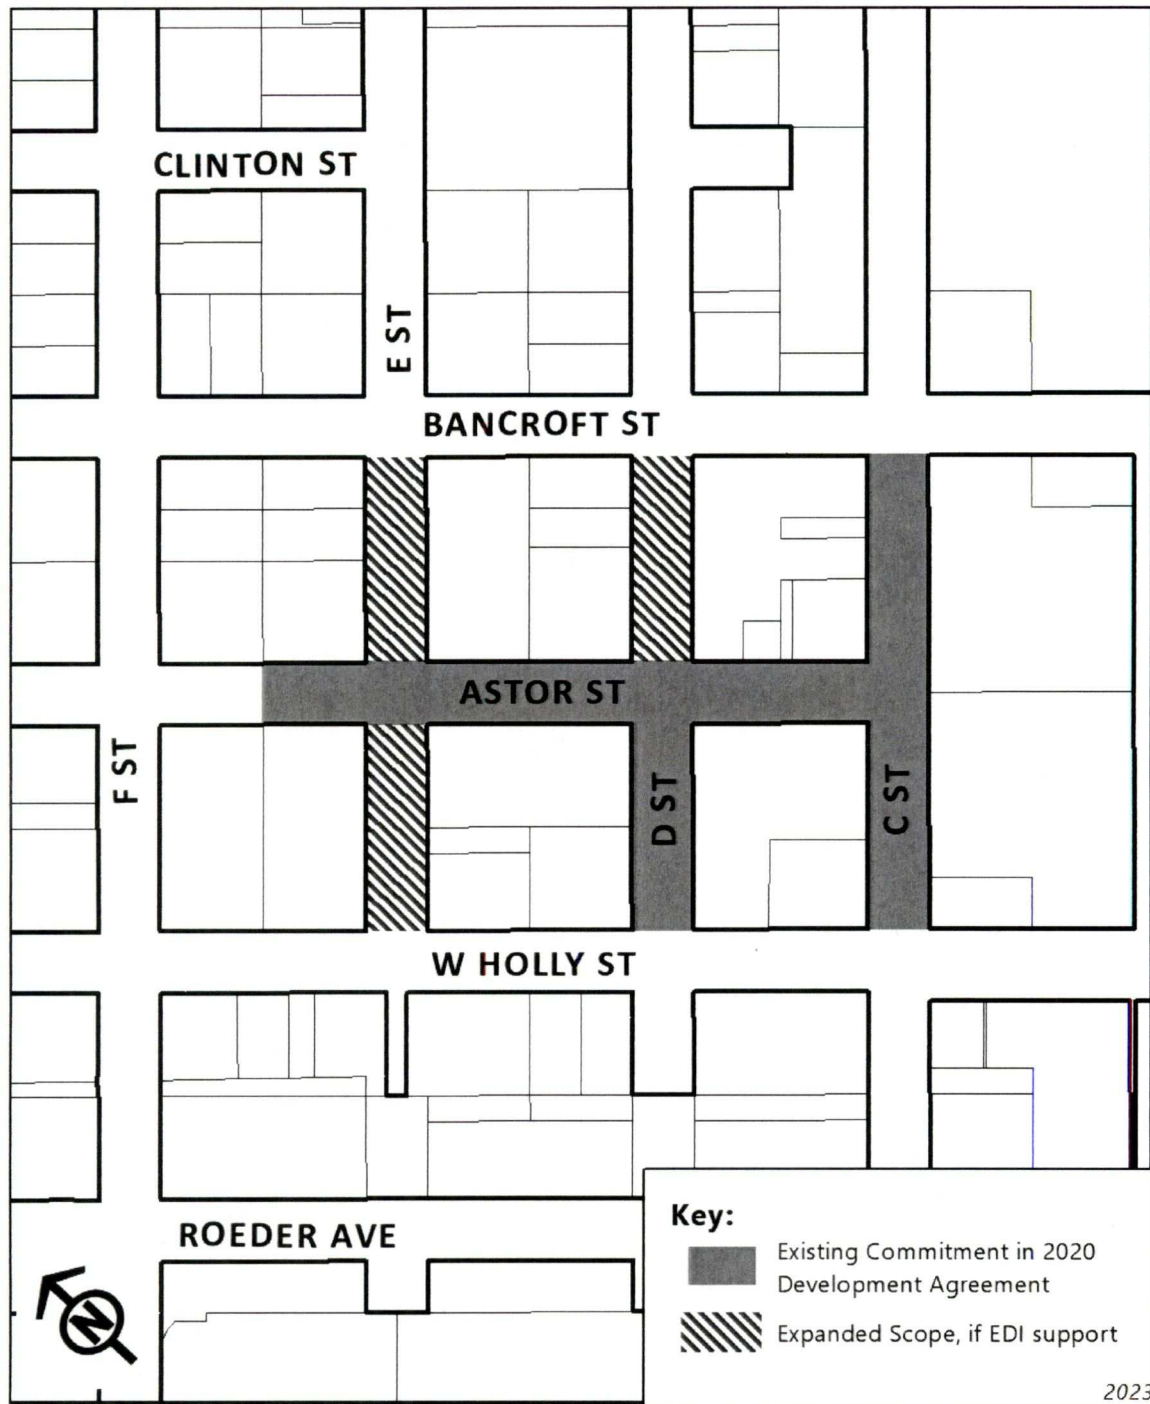 CLINTON ST
E ST
BANCROFT ST
ASTOR ST
F ST
D ST
C ST
W HOLLY ST
ROEDER AVE
N
Key:
Existing Commitment in 2020
Development Agreement
Expanded Scope, if EDI support
2023